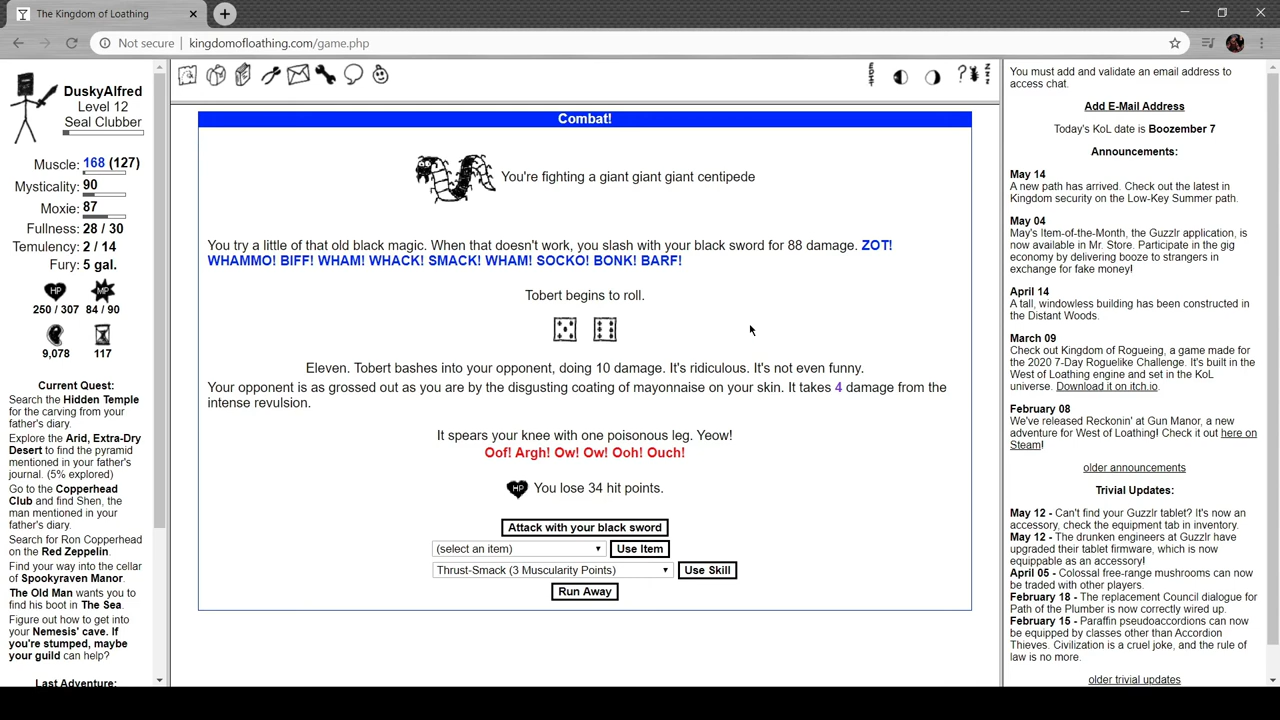 The Kingdom of Loathing
Not secure | kingdomofloathing.com/game.php
DuskyAlfred
Level 12
Seal Clubber
Muscle: 168 (127)
Mysticality: 90
Moxie: 87
Fullness: 28 / 30
Temulency: 2 / 14
Fury: 5 gal.
HP MP
250 / 307 84 / 90
9,078 117
Current Quest:
Search the Hidden Temple
for the carving from your
father's diary.
Explore the Arid, Extra-Dry
Desert to find the pyramid
mentioned in your father's
journal. (5% explored)
Go to the Copperhead
Club and find Shen, the
man mentioned in your
father's diary.
Search for Ron Copperhead
on the Red Zeppelin.
Find your way into the cellar
of Spookyraven Manor.
The Old Man wants you to
find his boot in The Sea.
Figure out how to get into
your Nemesis' cave. If
you're stumped, maybe
your guild can help?
Last Adventure:
Combat!
You're fighting a giant giant giant centipede
You try a little of that old black magic. When that doesn't work, you slash with your black sword for 88 damage. ZOT!
WHAMMO! BIFF! WHAM! WHACK! SMACK! WHAM! SOCKO! BONK! BARF!
Tobert begins to roll.
Eleven. Tobert bashes into your opponent, doing 10 damage. It's ridiculous. It's not even funny.
Your opponent is as grossed out as you are by the disgusting coating of mayonnaise on your skin. It takes 4 damage from the
intense revulsion.
It spears your knee with one poisonous leg. Yeow!
Oof! Argh! Ow! Ow! Ooh! Ouch!
HP You lose 34 hit points.
Attack with your black sword
(select an item) Use Item
Thrust-Smack (3 Muscularity Points) Use Skill
Run Away
You must add and validate an email address to
access chat.
Add E-Mail Address
Today's KoL date is Boozember 7
Announcements:
May 14
A new path has arrived. Check out the latest in
Kingdom security on the Low-Key Summer path.
May 04
May's Item-of-the-Month, the Guzzlr application, is
now available in Mr. Store. Participate in the gig
economy by delivering booze to strangers in
exchange for fake money!
April 14
A tall, windowless building has been constructed in
the Distant Woods.
March 09
Check out Kingdom of Rogueing, a game made for
the 2020 7-Day Roguelike Challenge. It's built in the
West of Loathing engine and set in the KoL
universe. Download it on itch.io.
February 08
We've released Reckonin' at Gun Manor, a new
adventure for West of Loathing! Check it out here on
Steam!
older announcements
Trivial Updates:
May 12 - Can't find your Guzzlr tablet? It's now an
accessory, check the equipment tab in inventory.
May 12 - The drunken engineers at Guzzlr have
upgraded their tablet firmware, which is now
equippable as an accessory!
April 05 - Colossal free-range mushrooms can now
be traded with other players.
February 18 - The replacement Council dialogue for
Path of the Plumber is now correctly wired up.
February 15 - Paraffin pseudoaccordions can now
be equipped by classes other than Accordion
Thieves. Civilization is a cruel joke, and the rule of
law is no more.
older trivial updates